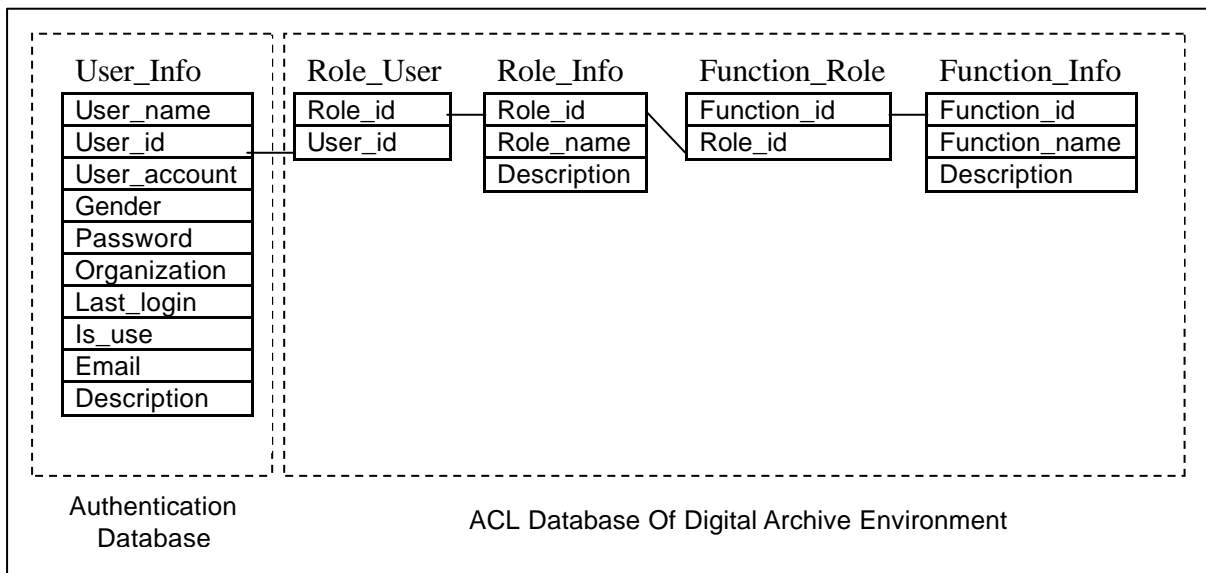 User_Info
User_name
User_id
User_account
Gender
Password
Organization
Last_login
Is_use
Email
Description
Role_User
Role_id
User_id
Role_Info
Role_id
Role_name
Description
Function_Role
Function_id
Role_id
Function_Info
Function_id
Function_name
Description
Authentication
Database
ACL Database Of Digital Archive Environment